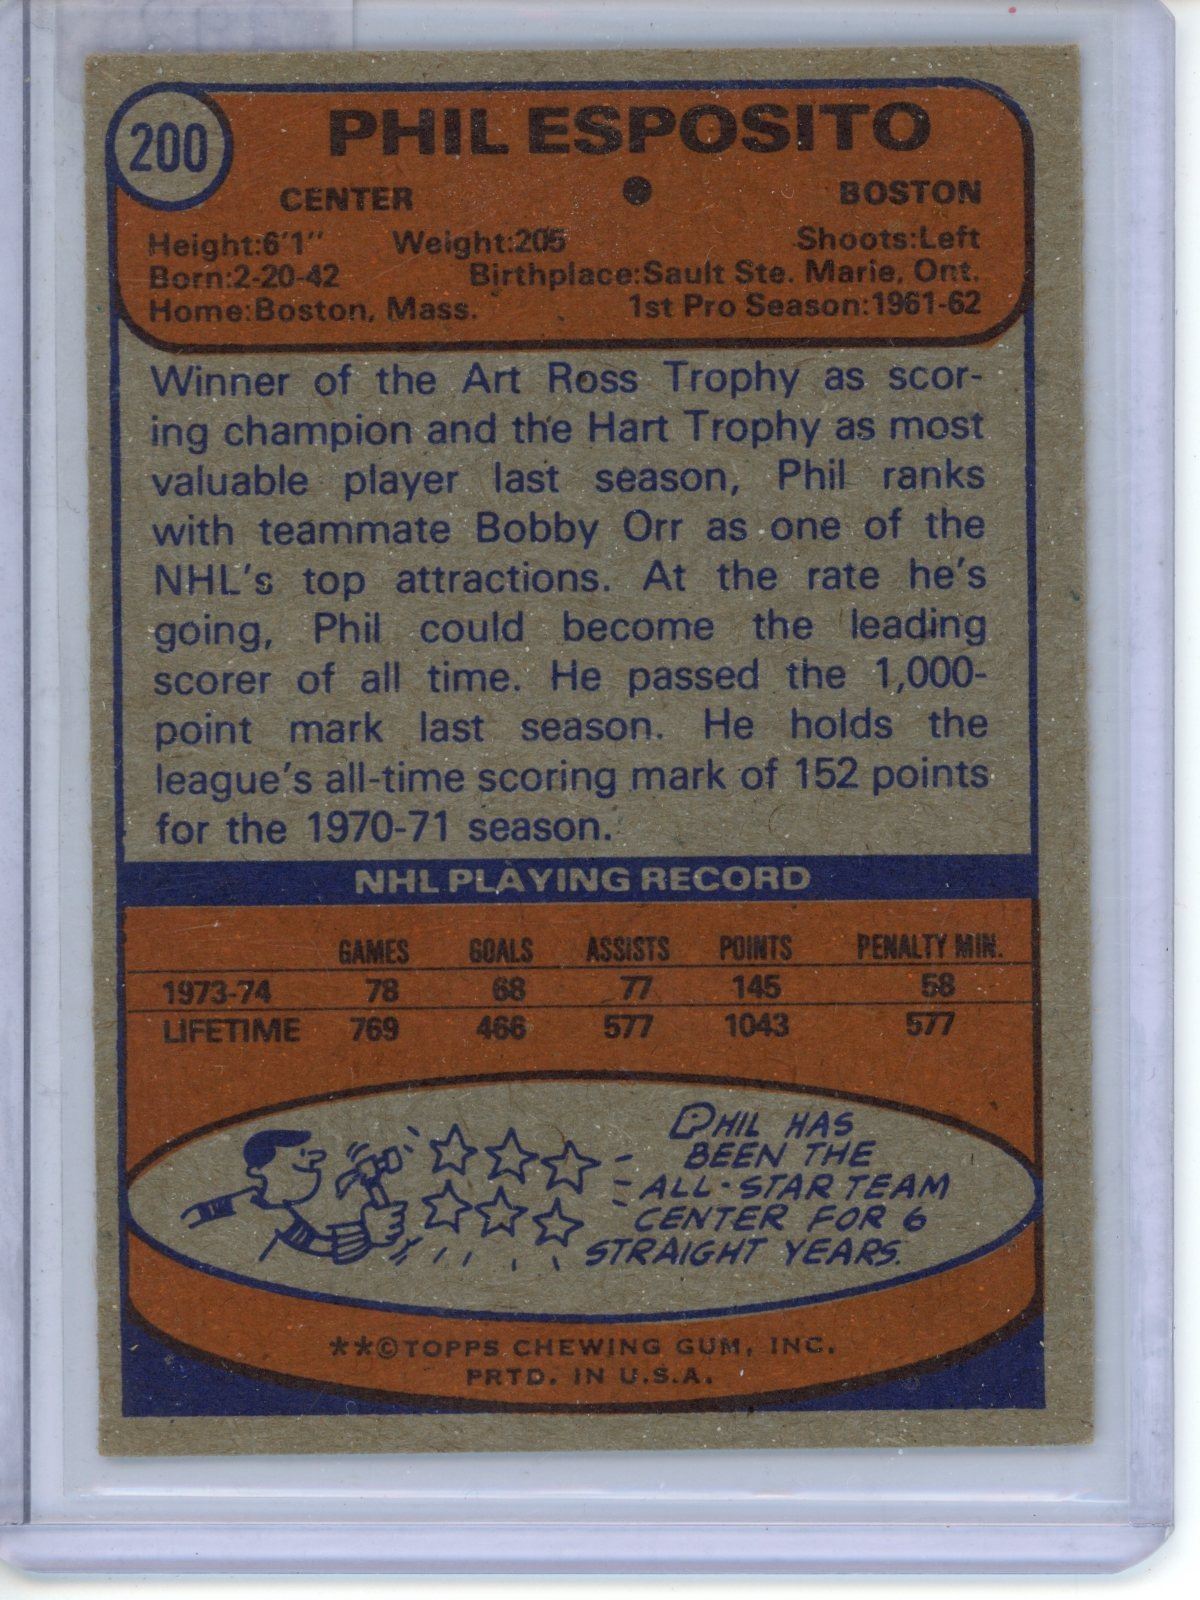 200
PHIL ESPOSITO
CENTER • BOSTON
Height:6'1" Weight:205 Shoots:Left
Born:2-20-42 Birthplace:Sault Ste. Marie, Ont.
Home:Boston, Mass. 1st Pro Season:1961-62
Winner of the Art Ross Trophy as scor-
ing champion and the Hart Trophy as most
valuable player last season, Phil ranks
with teammate Bobby Orr as one of the
NHL's top attractions. At the rate he's
going, Phil could become the leading
scorer of all time. He passed the 1,000-
point mark last season. He holds the
league's all-time scoring mark of 152 points
for the 1970-71 season.
NHL PLAYING RECORD
GAMES GOALS ASSISTS POINTS PENALTY MIN.
1973-74 78 68 77 145 58
LIFETIME 769 466 577 1043 577
PHIL HAS
BEEN THE
ALL-STAR TEAM
CENTER FOR 6
STRAIGHT YEARS.
**©TOPPS CHEWING GUM, INC.
PRTD. IN U.S.A.